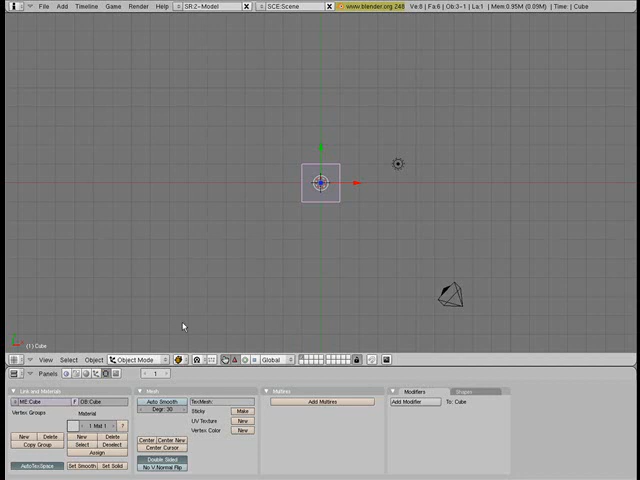 File Add Timeline Game Render Help SR:2-Model SCE:Scene www.blender.org 248 Ve:8 | Fa:6 | Ob:3-1 | La:1 | Mem:0.95M (0.09M) | Time: | Cube
(1) Cube
View Select Object Object Mode Global
Panels 1
Link and Materials Mesh Multires Modifiers Shapes
ME:Cube F OB:Cube Auto Smooth TexMesh: Add Multires Add Modifier To: Cube
Vertex Groups Material Degr: 30 Sticky Make
1 Mat 1 ? UV Texture New
New Delete New Delete Center Center New Vertex Color New
Copy Group Select Deselect Center Cursor
Assign Double Sided
AutoTexSpace Set Smooth Set Solid No V.Normal Flip